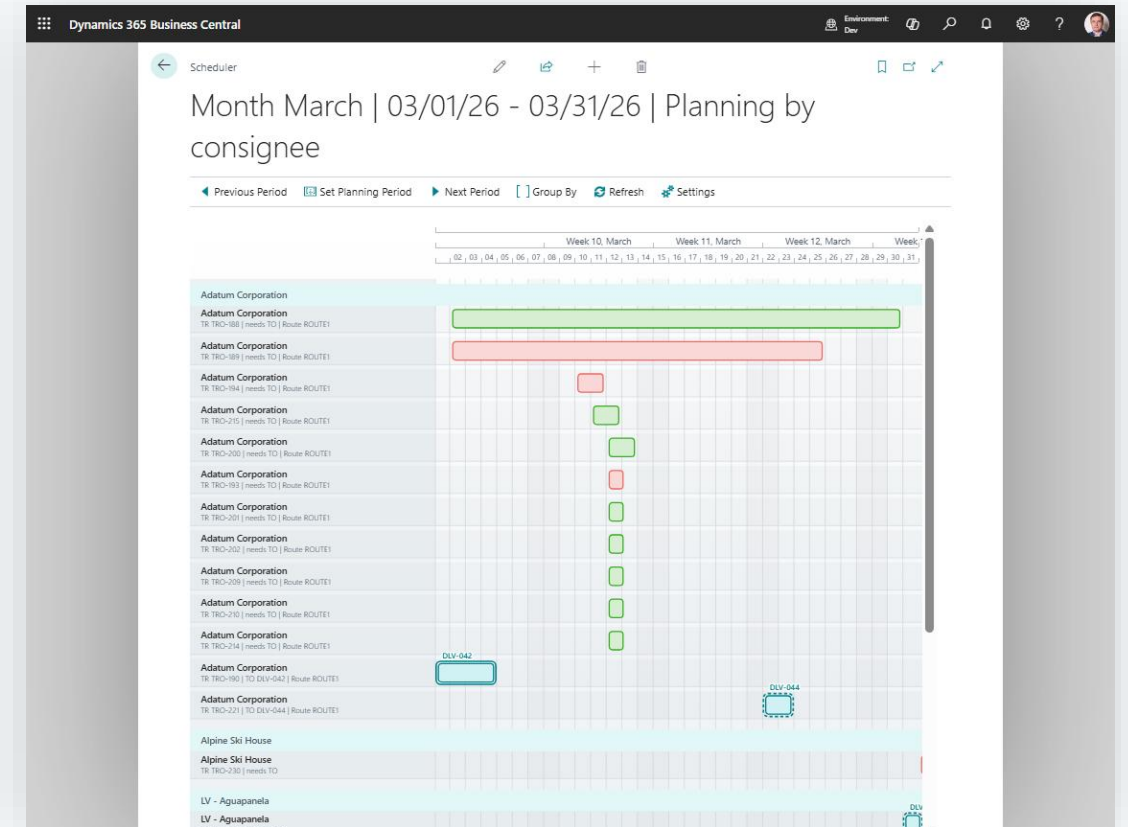 Dynamics 365 Business Central
Environment:
Dev
?
Scheduler
Month March | 03/01/26 - 03/31/26 | Planning by
consignee
Previous Period Set Planning Period Next Period [ ] Group By Refresh Settings
Week 10, March Week 11, March Week 12, March Week
02 03 04 05 06 07 08 09 10 11 12 13 14 15 16 17 18 19 20 21 22 23 24 25 26 27 28 29 30 31
Adatum Corporation
Adatum Corporation
TR TRO-188 | needs TO | Route ROUTE1
Adatum Corporation
TR TRO-189 | needs TO | Route ROUTE1
Adatum Corporation
TR TRO-194 | needs TO | Route ROUTE1
Adatum Corporation
TR TRO-215 | needs TO | Route ROUTE1
Adatum Corporation
TR TRO-200 | needs TO | Route ROUTE1
Adatum Corporation
TR TRO-193 | needs TO | Route ROUTE1
Adatum Corporation
TR TRO-201 | needs TO | Route ROUTE1
Adatum Corporation
TR TRO-202 | needs TO | Route ROUTE1
Adatum Corporation
TR TRO-209 | needs TO | Route ROUTE1
Adatum Corporation
TR TRO-210 | needs TO | Route ROUTE1
Adatum Corporation
TR TRO-214 | needs TO | Route ROUTE1
DLV-042
Adatum Corporation
TR TRO-190 | TO DLV-042 | Route ROUTE1
DLV-044
Adatum Corporation
TR TRO-221 | TO DLV-044 | Route ROUTE1
Alpine Ski House
Alpine Ski House
TR TRO-230 | needs TO
LV - Aguapanela
DLV
LV - Aguapanela